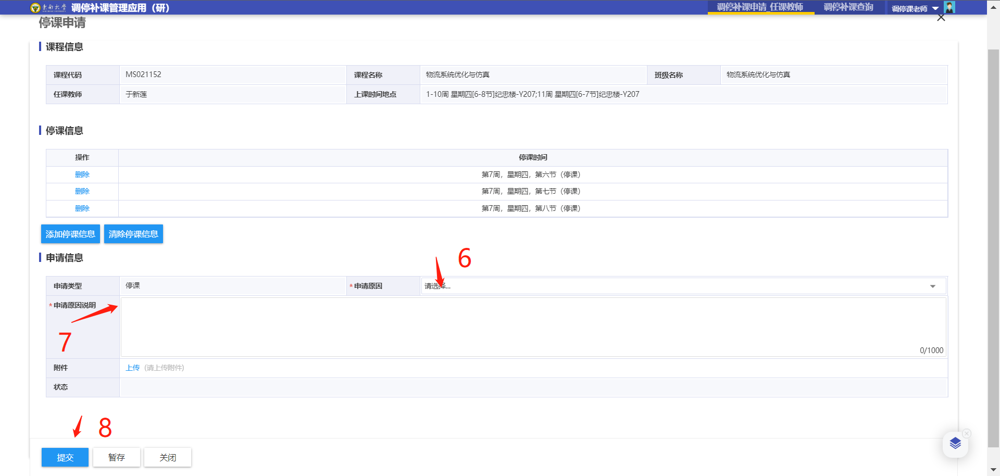 东南大学 调停补课管理应用（研） 调停补课申请_任课教师 调停补课查询 调停课老师
停课申请
课程信息
课程代码 MS021152 课程名称 物流系统优化与仿真 班级名称 物流系统优化与仿真
任课教师 于新莲 上课时间地点 1-10周 星期四[6-8节]纪忠楼-Y207;11周 星期四[6-7节]纪忠楼-Y207
停课信息
操作 停课时间
删除 第7周，星期四，第六节（停课）
删除 第7周，星期四，第七节（停课）
删除 第7周，星期四，第八节（停课）
添加停课信息 清除停课信息
申请信息
6
申请类型 停课 *申请原因 请选择...
*申请原因说明
7
0/1000
附件 上传 (请上传附件)
状态
8
提交 暂存 关闭